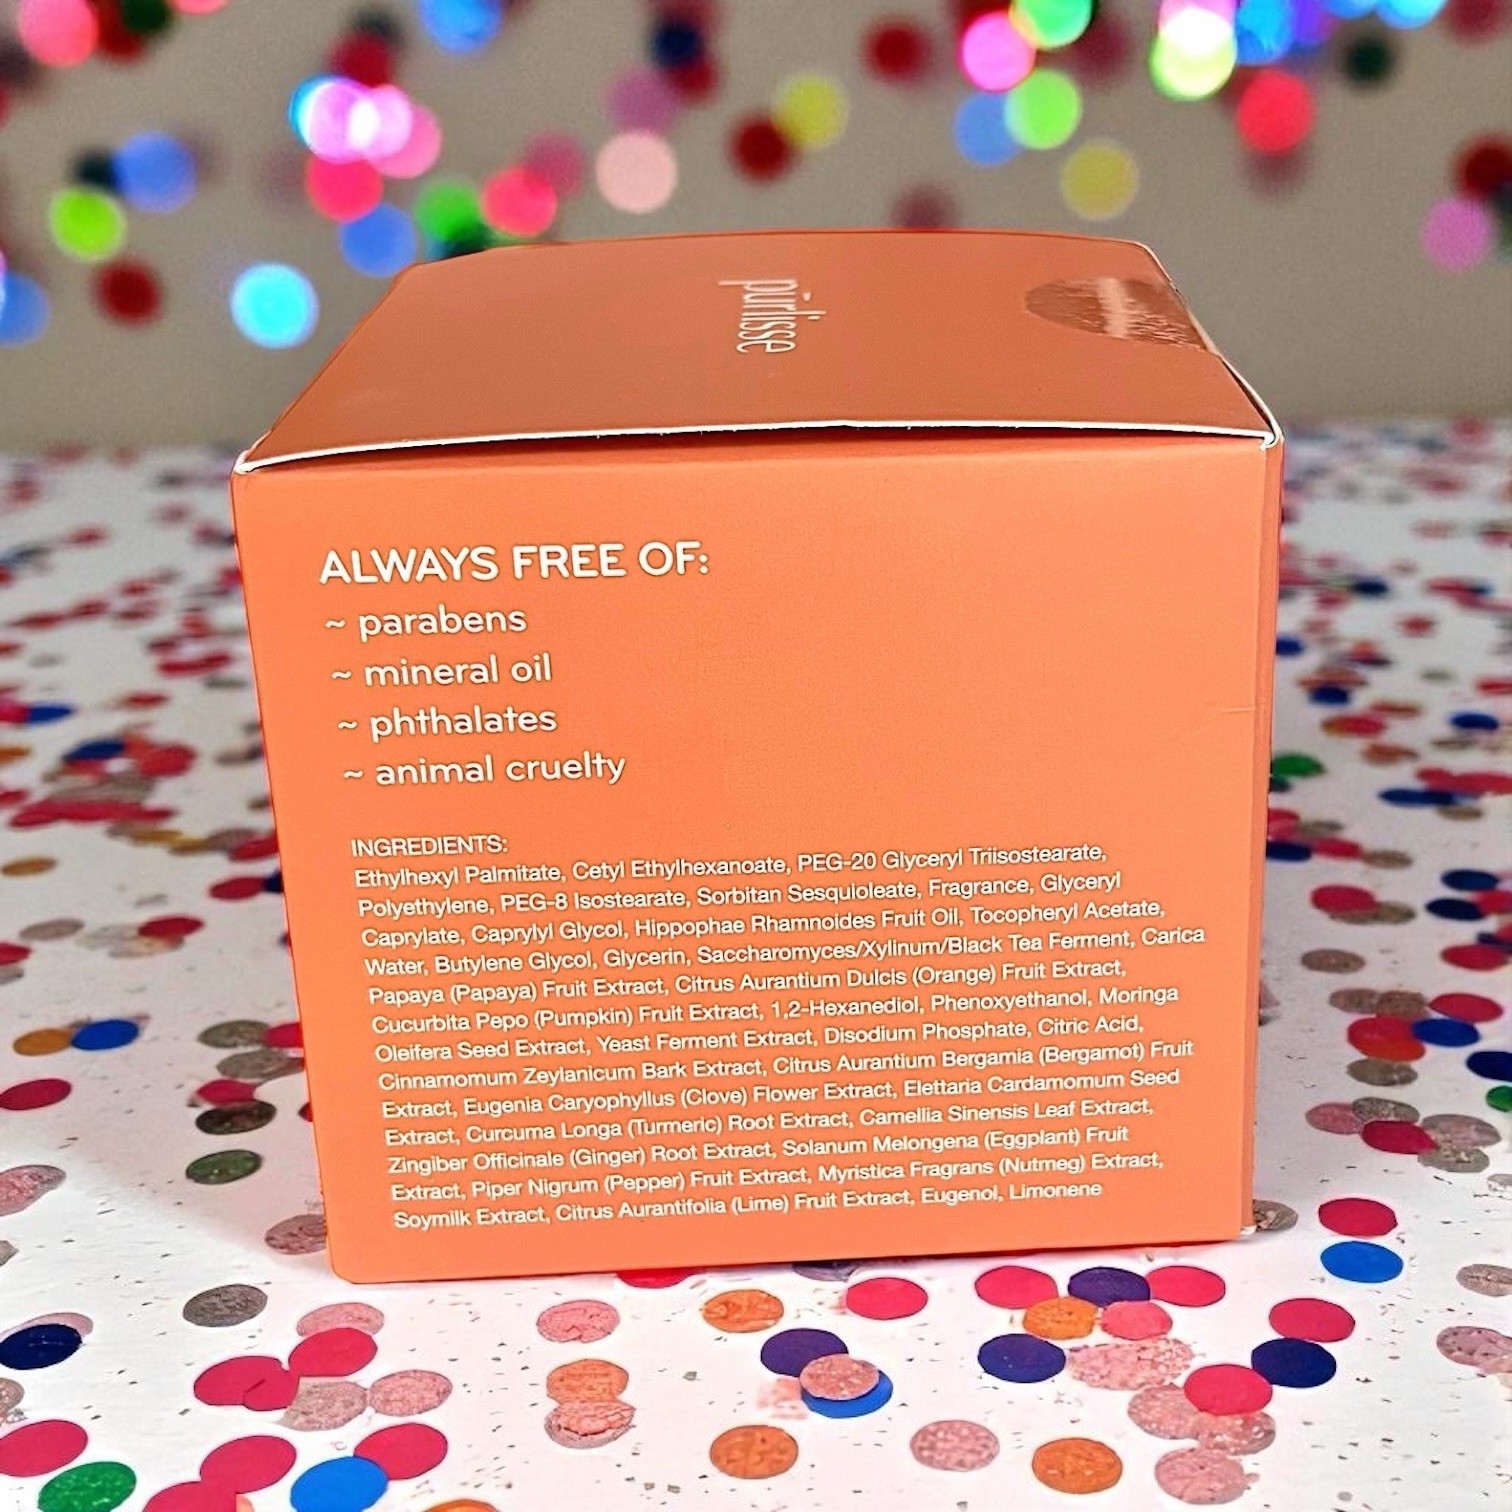 pūrlisse
ALWAYS FREE OF:
~ parabens
~ mineral oil
~ phthalates
~ animal cruelty
INGREDIENTS:
Ethylhexyl Palmitate, Cetyl Ethylhexanoate, PEG-20 Glyceryl Triisostearate,
Polyethylene, PEG-8 Isostearate, Sorbitan Sesquioleate, Fragrance, Glyceryl
Caprylate, Caprylyl Glycol, Hippophae Rhamnoides Fruit Oil, Tocopheryl Acetate,
Water, Butylene Glycol, Glycerin, Saccharomyces/Xylinum/Black Tea Ferment, Carica
Papaya (Papaya) Fruit Extract, Citrus Aurantium Dulcis (Orange) Fruit Extract,
Cucurbita Pepo (Pumpkin) Fruit Extract, 1,2-Hexanediol, Phenoxyethanol, Moringa
Oleifera Seed Extract, Yeast Ferment Extract, Disodium Phosphate, Citric Acid,
Cinnamomum Zeylanicum Bark Extract, Citrus Aurantium Bergamia (Bergamot) Fruit
Extract, Eugenia Caryophyllus (Clove) Flower Extract, Elettaria Cardamomum Seed
Extract, Curcuma Longa (Turmeric) Root Extract, Camellia Sinensis Leaf Extract,
Zingiber Officinale (Ginger) Root Extract, Solanum Melongena (Eggplant) Fruit
Extract, Piper Nigrum (Pepper) Fruit Extract, Myristica Fragrans (Nutmeg) Extract,
Soymilk Extract, Citrus Aurantifolia (Lime) Fruit Extract, Eugenol, Limonene